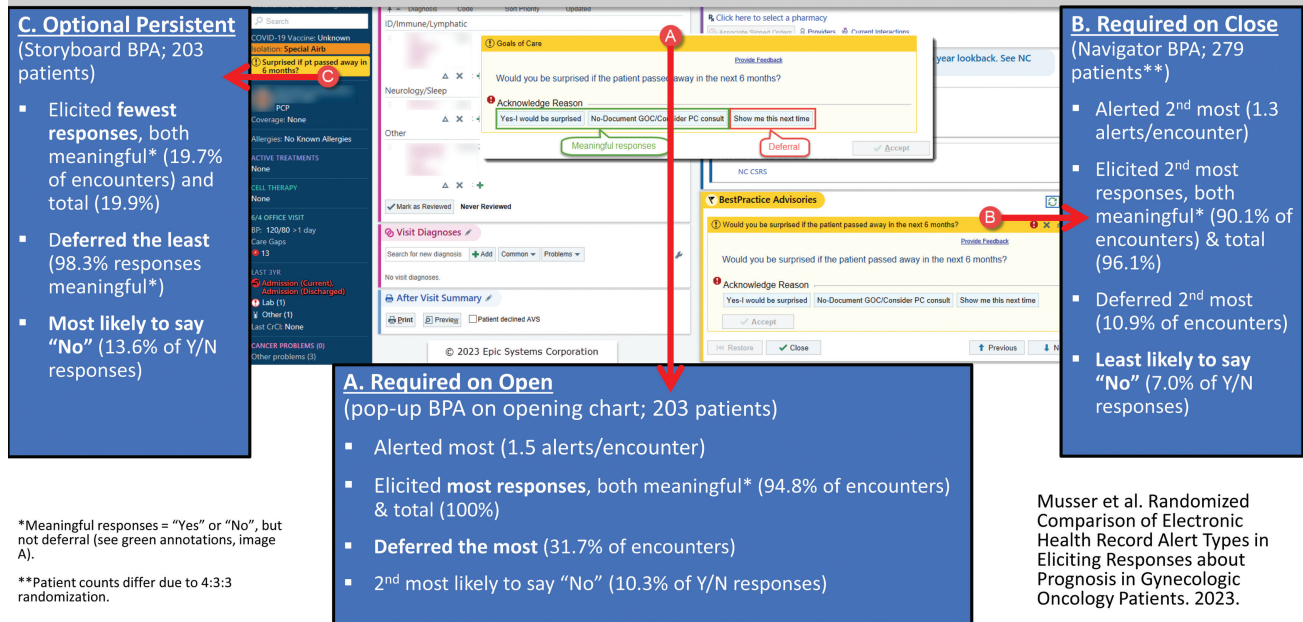 C. Optional Persistent
(Storyboard BPA; 203
patients)
▪ Elicited fewest
responses, both
meaningful* (19.7%
of encounters) and
total (19.9%)
▪ Deferred the least
(98.3% responses
meaningful*)
▪ Most likely to say
“No” (13.6% of Y/N
responses)
Search
COVID-19 Vaccine: Unknown
Isolation: Special Airb
Surprised if pt passed away in
6 months?
C
PCP
Coverage: None
Allergies: No Known Allergies
ACTIVE TREATMENTS
None
CELL THERAPY
None
6/4 OFFICE VISIT
BP: 120/80 >1 day
Care Gaps
13
LAST 3YR
Admission (Current),
Admission (Discharged)
Lab (1)
Other (1)
Last CrCl: None
CANCER PROBLEMS (0)
Other problems (3)
Diagnosis Code Sort Priority Updated
ID/Immune/Lymphatic
Neurology/Sleep
Other
Mark as Reviewed Never Reviewed
Visit Diagnoses
Search for new diagnosis Add Common Problems
No visit diagnoses.
After Visit Summary
Print Preview Patient declined AVS
© 2023 Epic Systems Corporation
A
Goals of Care
Provide Feedback
Would you be surprised if the patient passed away in the next 6 months?
Acknowledge Reason
Yes-I would be surprised No-Document GOC/Consider PC consult Show me this next time
Meaningful responses Deferral
Accept
Click here to select a pharmacy
Associate Signed Orders Providers Current Interactions
year lookback. See NC
NC CSRS
BestPractice Advisories
Would you be surprised if the patient passed away in the next 6 months?
B
Provide Feedback
Would you be surprised if the patient passed away in the next 6 months?
Acknowledge Reason
Yes-I would be surprised No-Document GOC/Consider PC consult Show me this next time
Accept
Restore Close Previous
B. Required on Close
(Navigator BPA; 279
patients**)
▪ Alerted 2nd most (1.3
alerts/encounter)
▪ Elicited 2nd most
responses, both
meaningful* (90.1% of
encounters) & total
(96.1%)
▪ Deferred 2nd most
(10.9% of encounters)
▪ Least likely to say
“No” (7.0% of Y/N
responses)
A. Required on Open
(pop-up BPA on opening chart; 203 patients)
▪ Alerted most (1.5 alerts/encounter)
▪ Elicited most responses, both meaningful* (94.8% of encounters)
& total (100%)
▪ Deferred the most (31.7% of encounters)
▪ 2nd most likely to say “No” (10.3% of Y/N responses)
*Meaningful responses = “Yes” or “No”, but
not deferral (see green annotations, image
A).
**Patient counts differ due to 4:3:3
randomization.
Musser et al. Randomized
Comparison of Electronic
Health Record Alert Types in
Eliciting Responses about
Prognosis in Gynecologic
Oncology Patients. 2023.